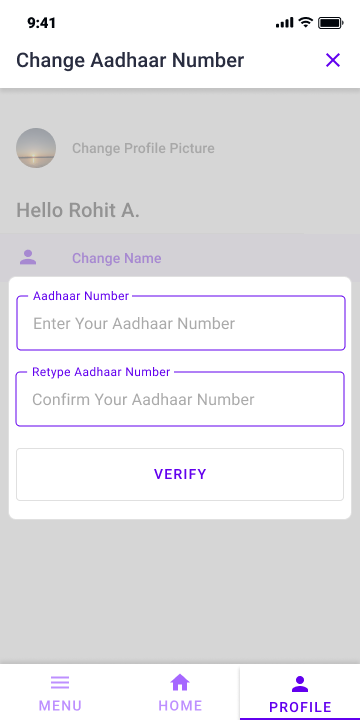 9:41
Change Aadhaar Number
Change Profile Picture
Hello Rohit A.
Change Name
Aadhaar Number
Enter Your Aadhaar Number
Retype Aadhaar Number
Confirm Your Aadhaar Number
VERIFY
MENU
HOME
PROFILE